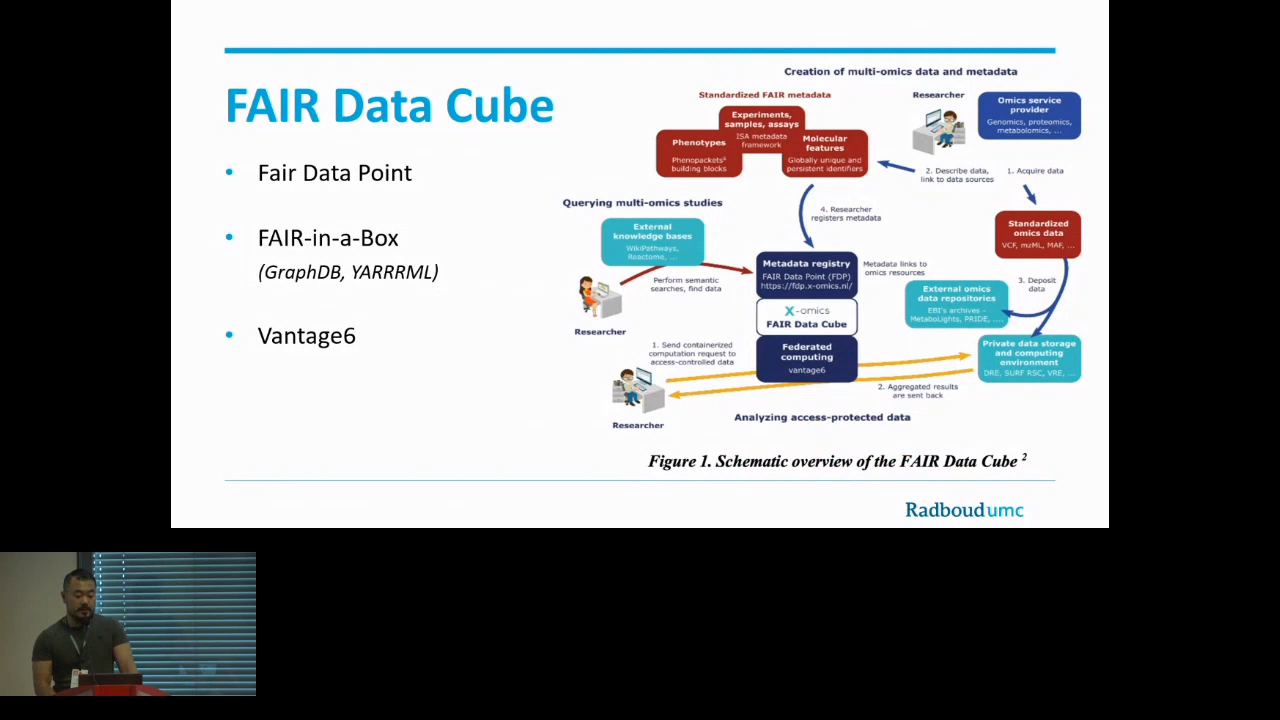 FAIR Data Cube
• Fair Data Point
• FAIR-in-a-Box
(GraphDB, YARRRML)
• Vantage6
Creation of multi-omics data and metadata
Standardized FAIR metadata
Experiments,
samples, assays
ISA metadata
framework
Phenotypes
Phenopackets⁶
building blocks
Molecular
features
Globally unique and
persistent identifiers
Researcher
Omics service
provider
Genomics, proteomics,
metabolomics, ...
2. Describe data,
link to data sources
1. Acquire data
4. Researcher
registers metadata
Standardized
omics data
VCF, mzML, MAF, ...
3. Deposit
data
Querying multi-omics studies
External
knowledge bases
WikiPathways,
Reactome, ...
Perform semantic
searches, find data
Researcher
Metadata registry
FAIR Data Point (FDP)
https://fdp.x-omics.nl/
Metadata links to
omics resources
External omics
data repositories
EBI's archives -
MetaboLights, PRIDE, ....
X-omics
FAIR Data Cube
Federated
computing
vantage6
Private data storage
and computing
environment
DRE, SURF RSC, VRE, ...
1. Send containerized
computation request to
access-controlled data
2. Aggregated results
are sent back
Researcher
Analyzing access-protected data
Figure 1. Schematic overview of the FAIR Data Cube ²
Radboudumc